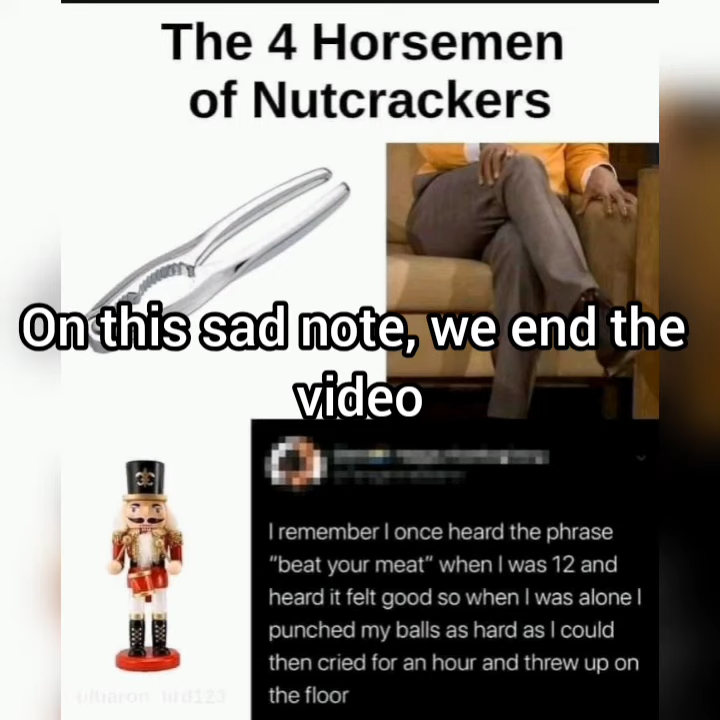 The 4 Horsemen
of Nutcrackers
On this sad note, we end the
video
I remember I once heard the phrase
"beat your meat" when I was 12 and
heard it felt good so when I was alone I
punched my balls as hard as I could
then cried for an hour and threw up on
the floor